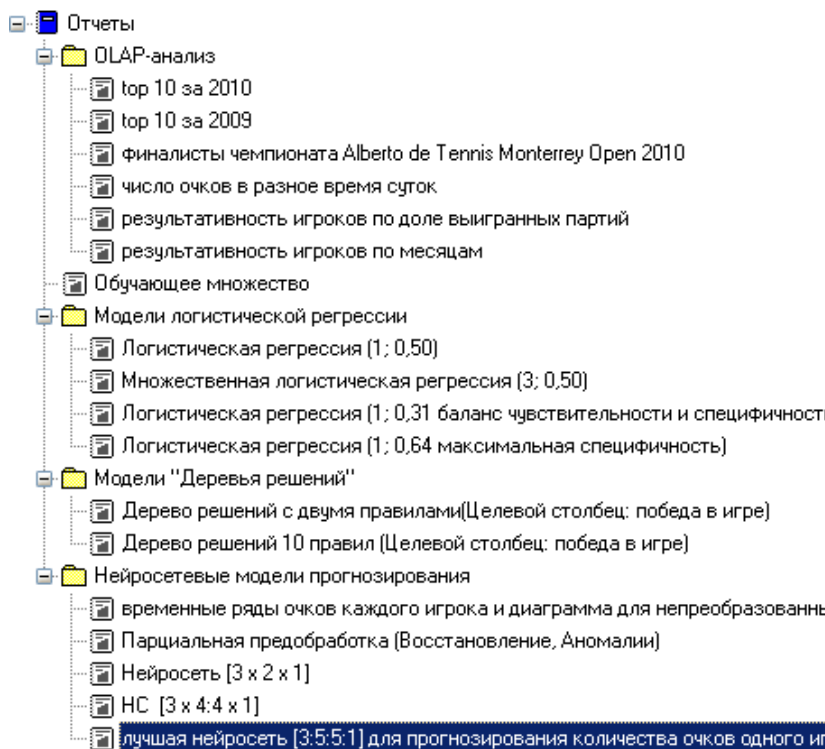 Отчеты
OLAP-анализ
top 10 за 2010
top 10 за 2009
финалисты чемпионата Alberto de Tennis Monterrey Open 2010
число очков в разное время суток
результативность игроков по доле выигранных партий
результативность игроков по месяцам
Обучающее множество
Модели логистической регрессии
Логистическая регрессия (1; 0,50)
Множественная логистическая регрессия (3; 0,50)
Логистическая регрессия (1; 0,31 баланс чувствительности и специфичност
Логистическая регрессия (1; 0,64 максимальная специфичность)
Модели "Деревья решений"
Дерево решений с двумя правилами(Целевой столбец: победа в игре)
Дерево решений 10 правил (Целевой столбец: победа в игре)
Нейросетевые модели прогнозирования
временные ряды очков каждого игрока и диаграмма для непреобразованны
Парциальная предобработка (Восстановление, Аномалии)
Нейросеть [3 x 2 x 1]
НС [3 x 4:4 x 1]
лучшая нейросеть [3:5:5:1] для прогнозирования количества очков одного иг